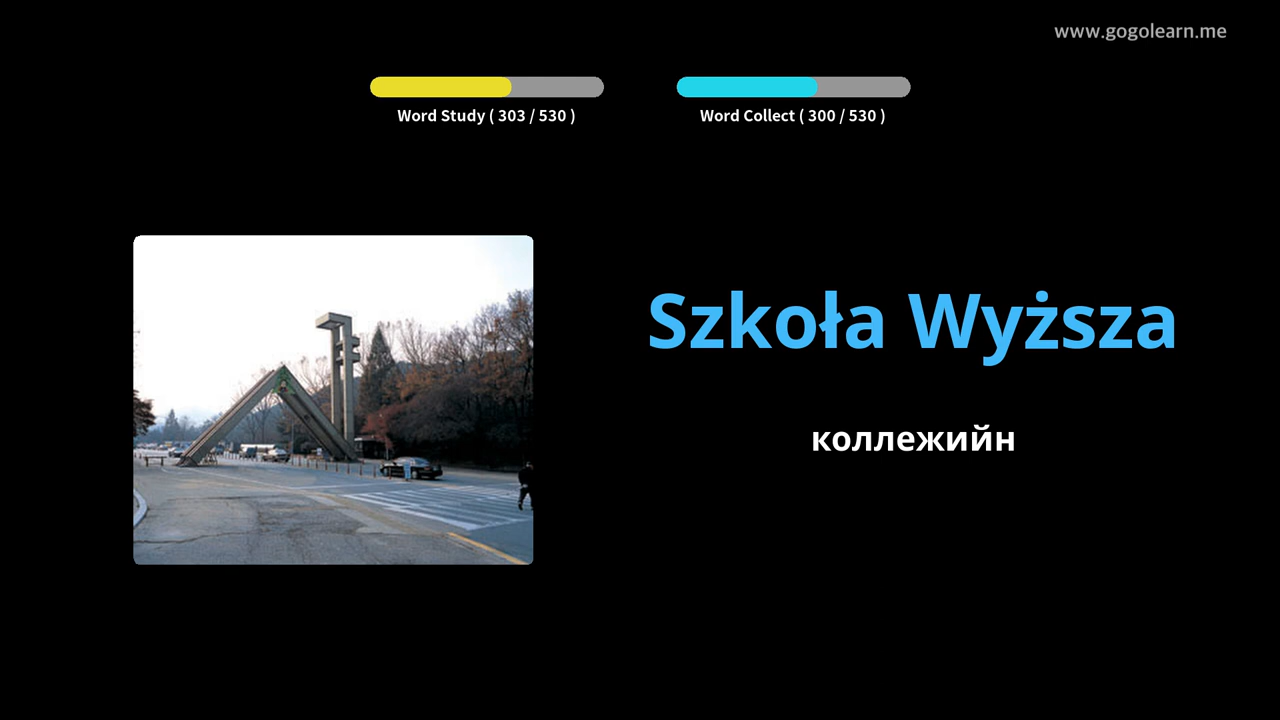 www.gogolearn.me
Word Study ( 303 / 530 )
Word Collect ( 300 / 530 )
Szkoła Wyższa
коллежийн